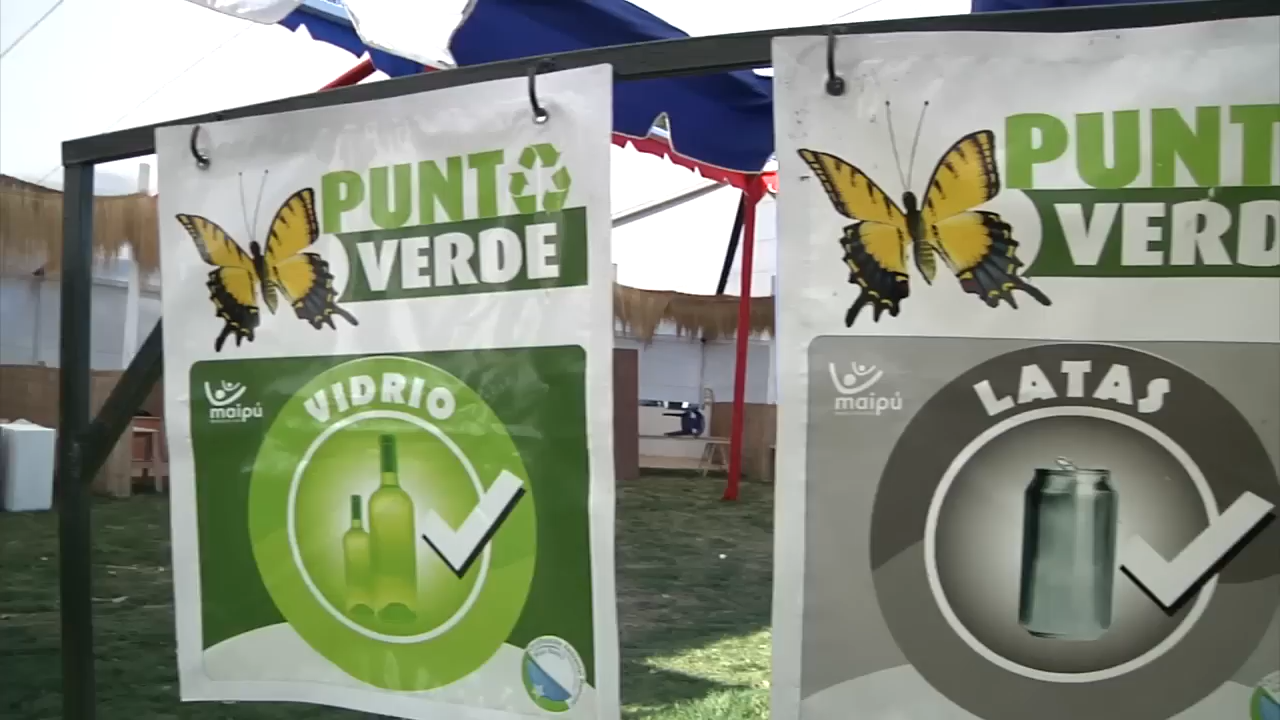 PUNTO
VERDE
maipú
VIDRIO
PUNT
VERD
maipú
LATAS